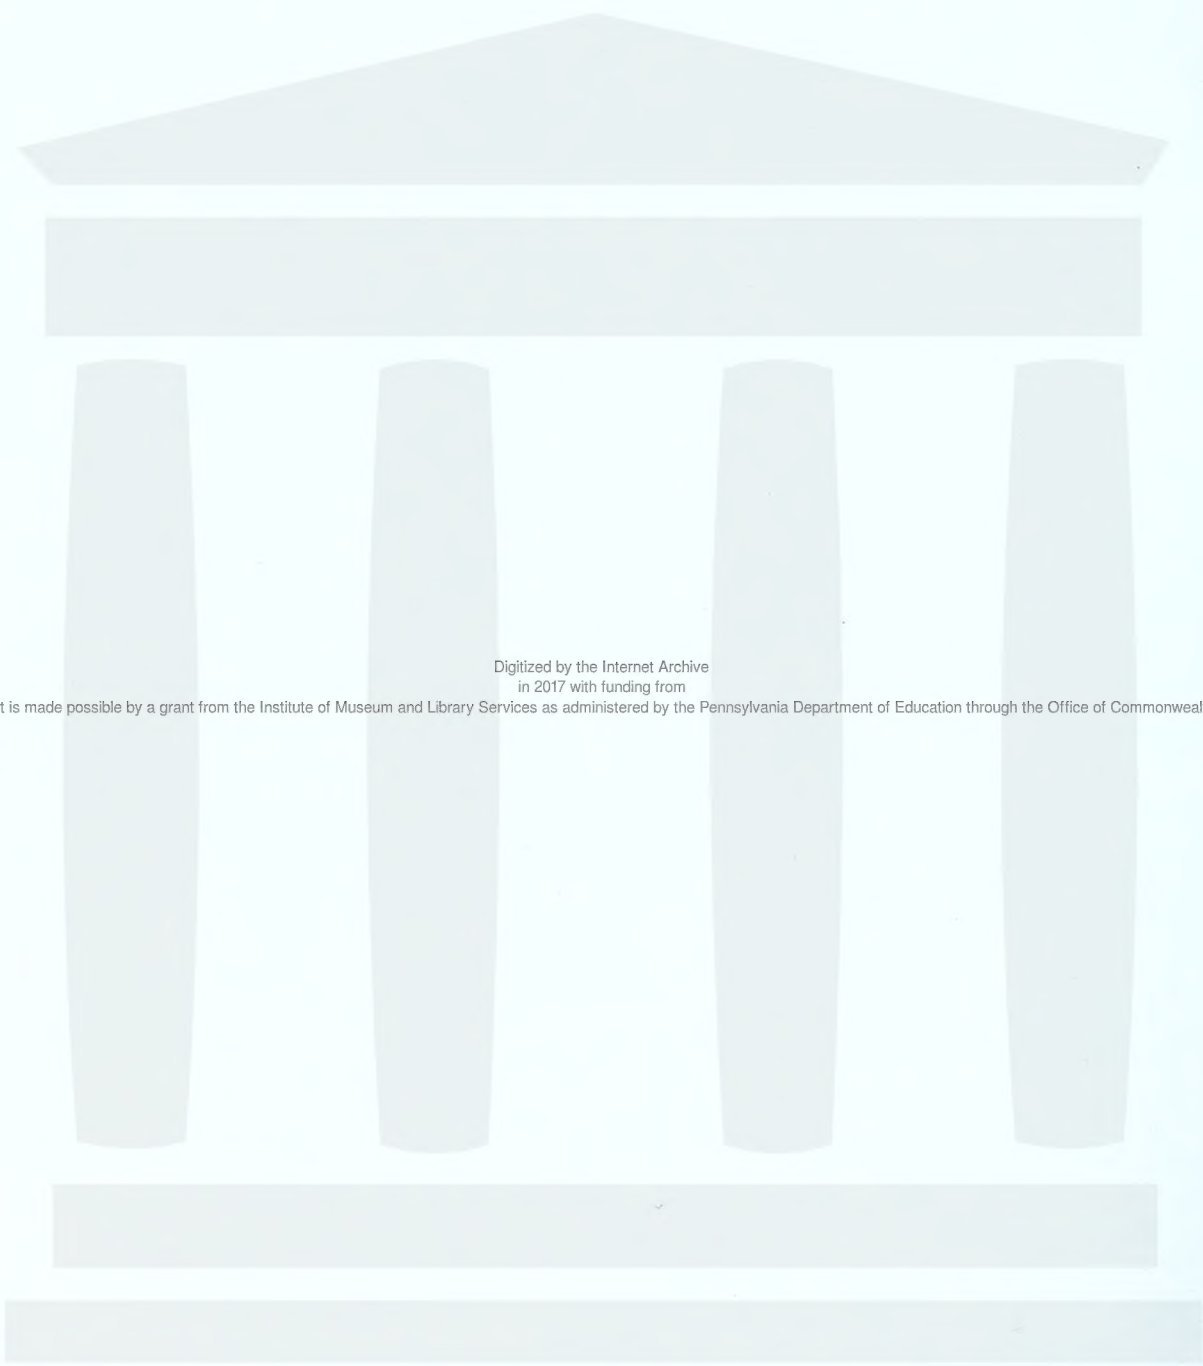 Digitized by the Internet Archive
in 2017 with funding from
is made possible by a grant from the Institute of Museum and Library Services as administered by the Pennsylvania Department of Education through the Office of